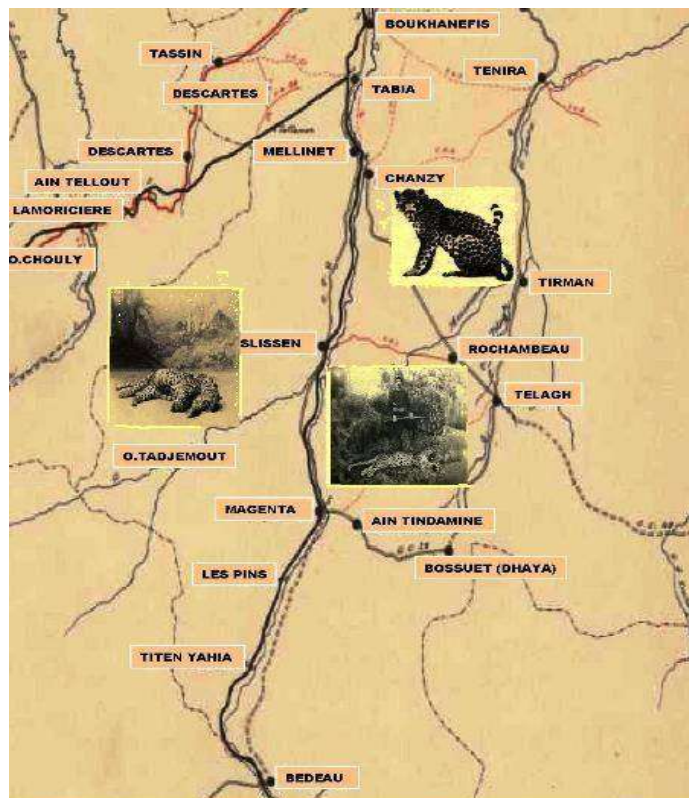 BOUKHANEFIS
TASSIN
TENIRA
TABIA
DESCARTES
MELLINET
DESCARTES
CHANZY
AIN TELLOUT
LAMORICIERE
O.CHOULY
TIRMAN
SLISSEN
ROCHAMBEAU
TELAGH
O.TADJEMOUT
MAGENTA
AIN TINDAMINE
BOSSUET (DHAYA)
LES PINS
TITEN YAHIA
BEDEAU